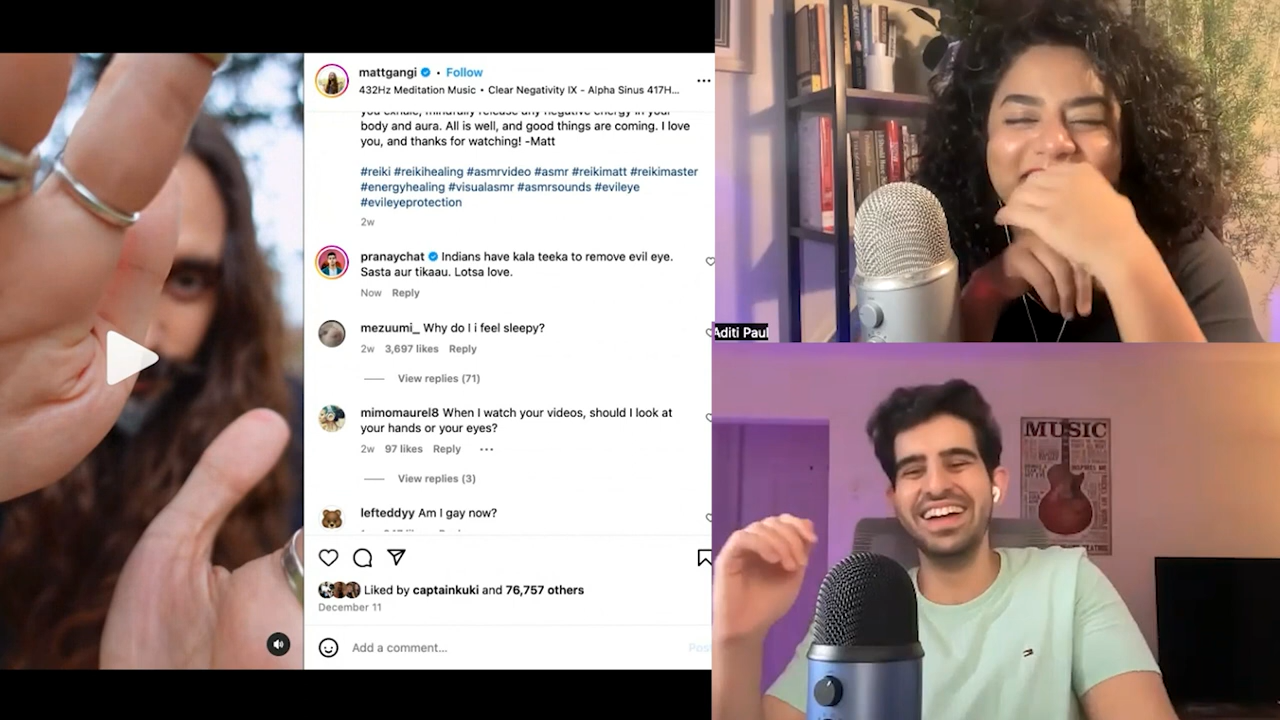 mattgangi • Follow
432Hz Meditation Music • Clear Negativity IX - Alpha Sinus 417H...
you exhale, mindfully release any negative energy in your
body and aura. All is well, and good things are coming. I love
you, and thanks for watching! -Matt
#reiki #reikihealing #asmrvideo #asmr #reikimatt #reikimaster
#energyhealing #visualasmr #asmrsounds #evileye
#evileyeprotection
2w
pranaychat Indians have kala teeka to remove evil eye.
Sasta aur tikaau. Lotsa love.
Now Reply
mezuumi_ Why do I i feel sleepy?
2w 3,697 likes Reply
View replies (71)
mimomaurel8 When I watch your videos, should I look at
your hands or your eyes?
2w 97 likes Reply ...
View replies (3)
lefteddyy Am I gay now?
Liked by captainkuki and 76,757 others
December 11
Add a comment...
Post
Aditi Paul
MUSIC